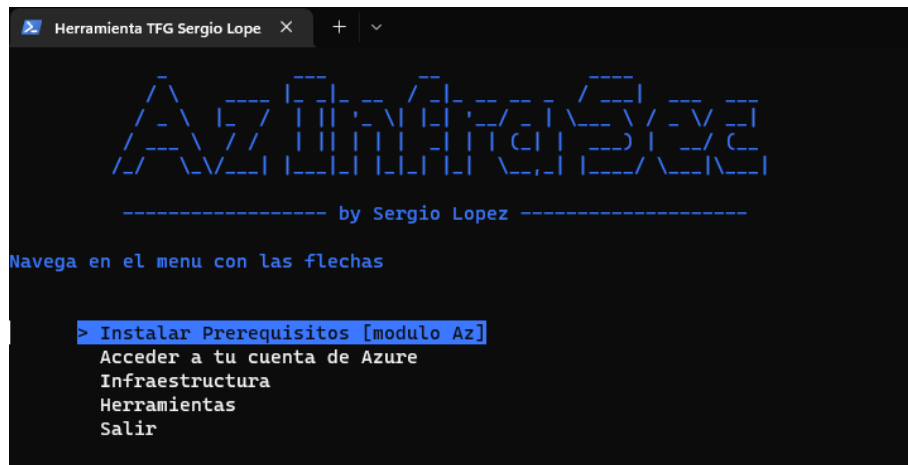 Herramienta TFG Sergio Lope
AzInfraSec
------------------ by Sergio Lopez --------------------
Navega en el menu con las flechas
> Instalar Prerequisitos [modulo Az]
Acceder a tu cuenta de Azure
Infraestructura
Herramientas
Salir